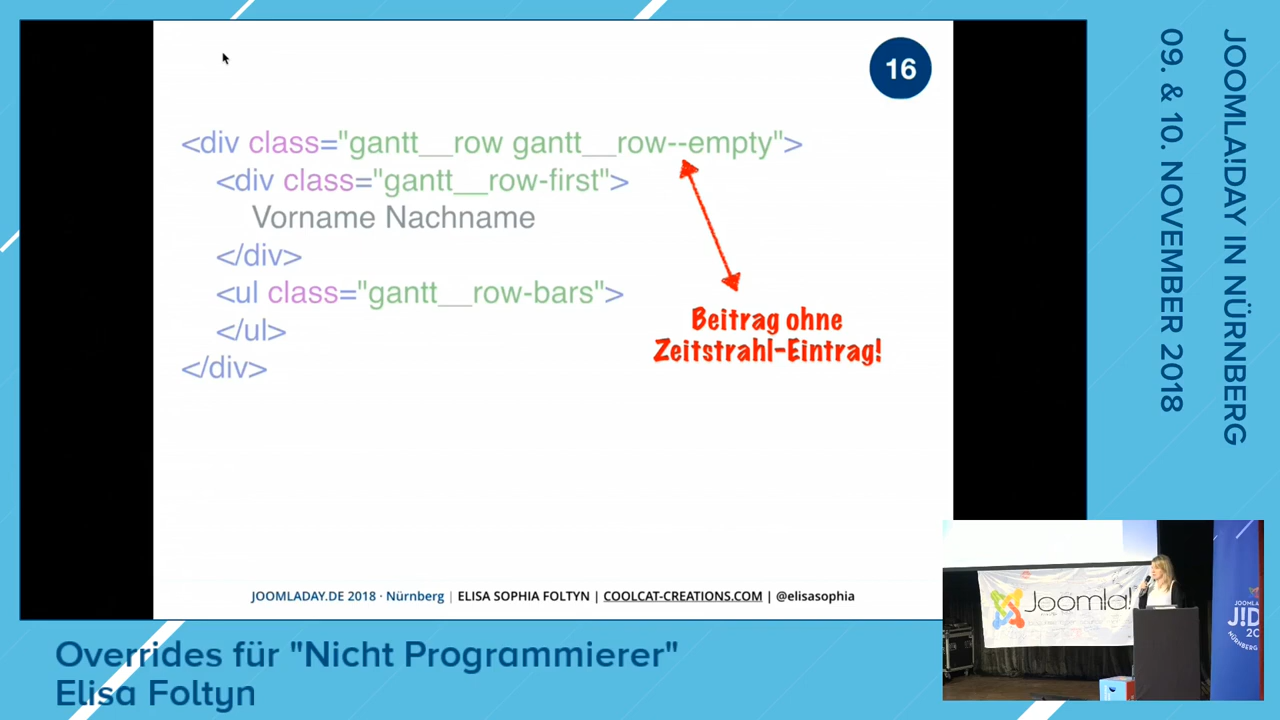 16
<div class="gantt__row gantt__row--empty">
<div class="gantt__row-first">
Vorname Nachname
</div>
<ul class="gantt__row-bars">
</ul>
</div>
Beitrag ohne
Zeitstrahl-Eintrag!
JOOMLADAY.DE 2018 · Nürnberg | ELISA SOPHIA FOLTYN | COOLCAT-CREATIONS.COM | @elisasophia
JOOMLA!DAY IN NÜRNBERG
09. & 10. NOVEMBER 2018
Joomla!
Overrides für "Nicht Programmierer"
Elisa Foltyn